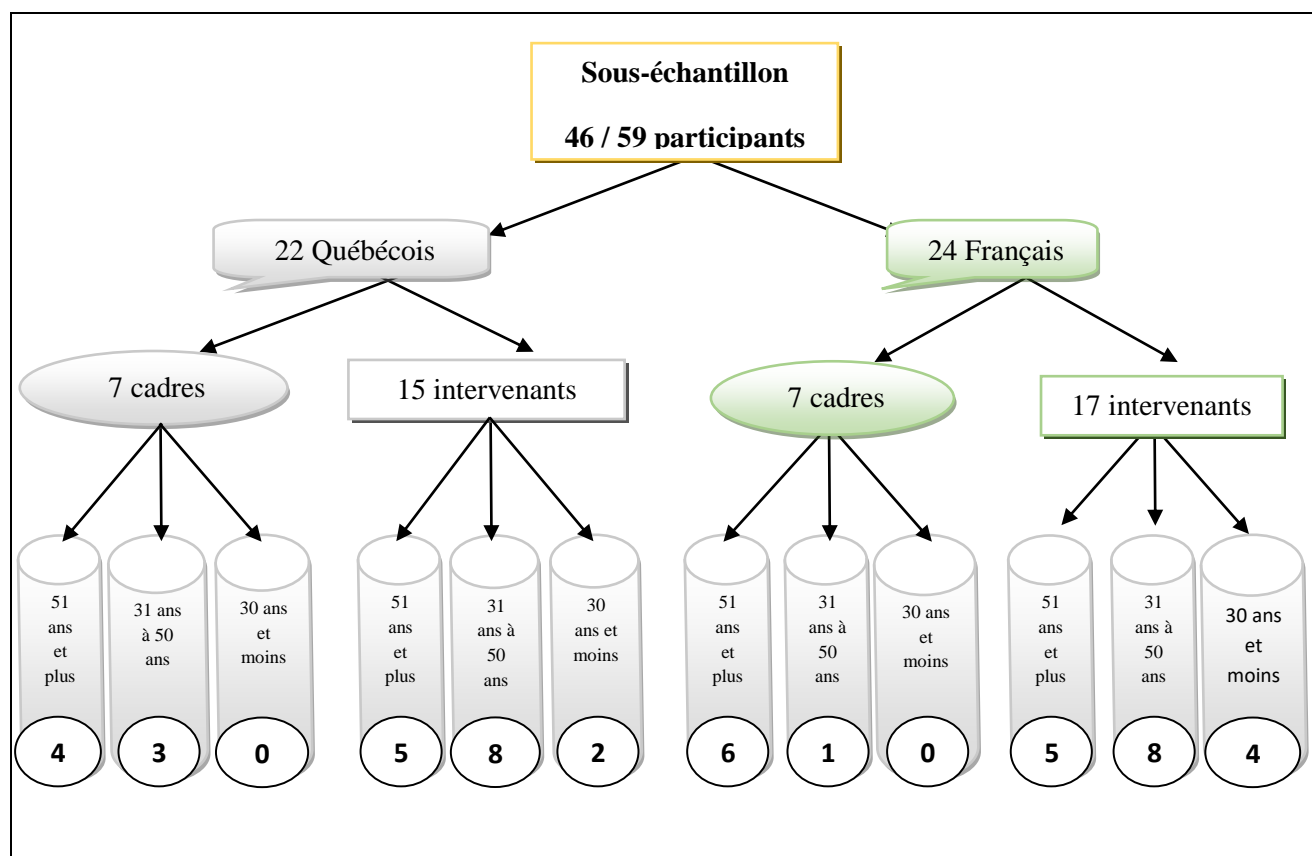 Sous-échantillon
46 / 59 participants
22 Québécois
24 Français
7 cadres
15 intervenants
7 cadres
17 intervenants
51
ans
et
plus
31 ans
à 50
ans
30 ans
et
moins
51
ans
et
plus
31
ans à
50
ans
30
ans et
moins
51
ans
et
plus
31
ans à
50
ans
30 ans
et
moins
51
ans
et
plus
31
ans à
50
ans
30 ans
et
moins
4
3
0
5
8
2
6
1
0
5
8
4